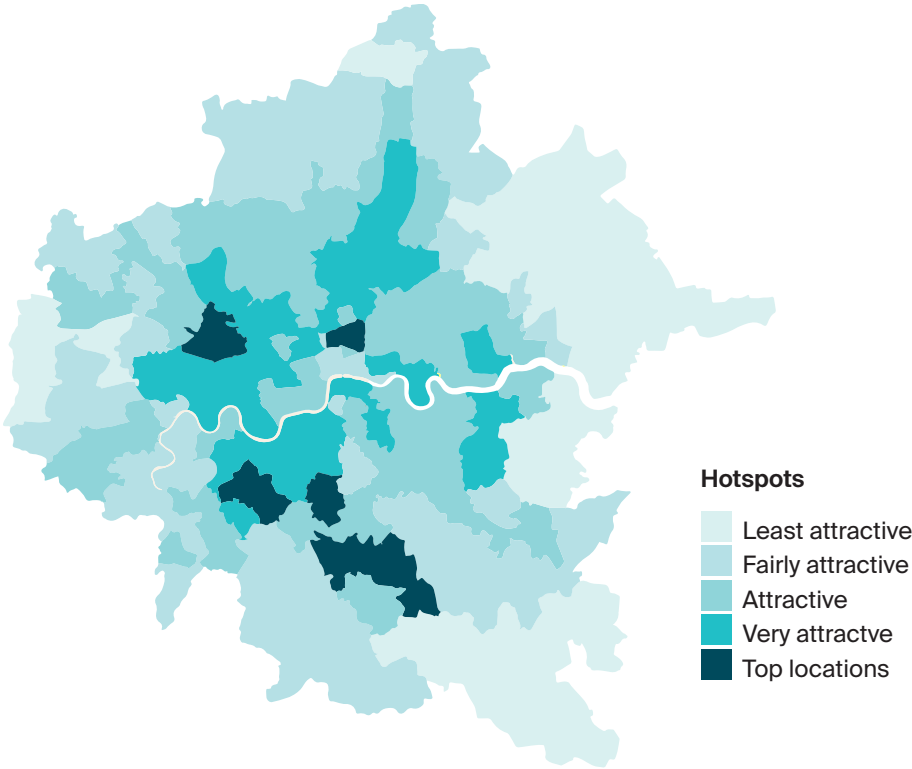 Hotspots
Least attractive
Fairly attractive
Attractive
Very attractve
Top locations